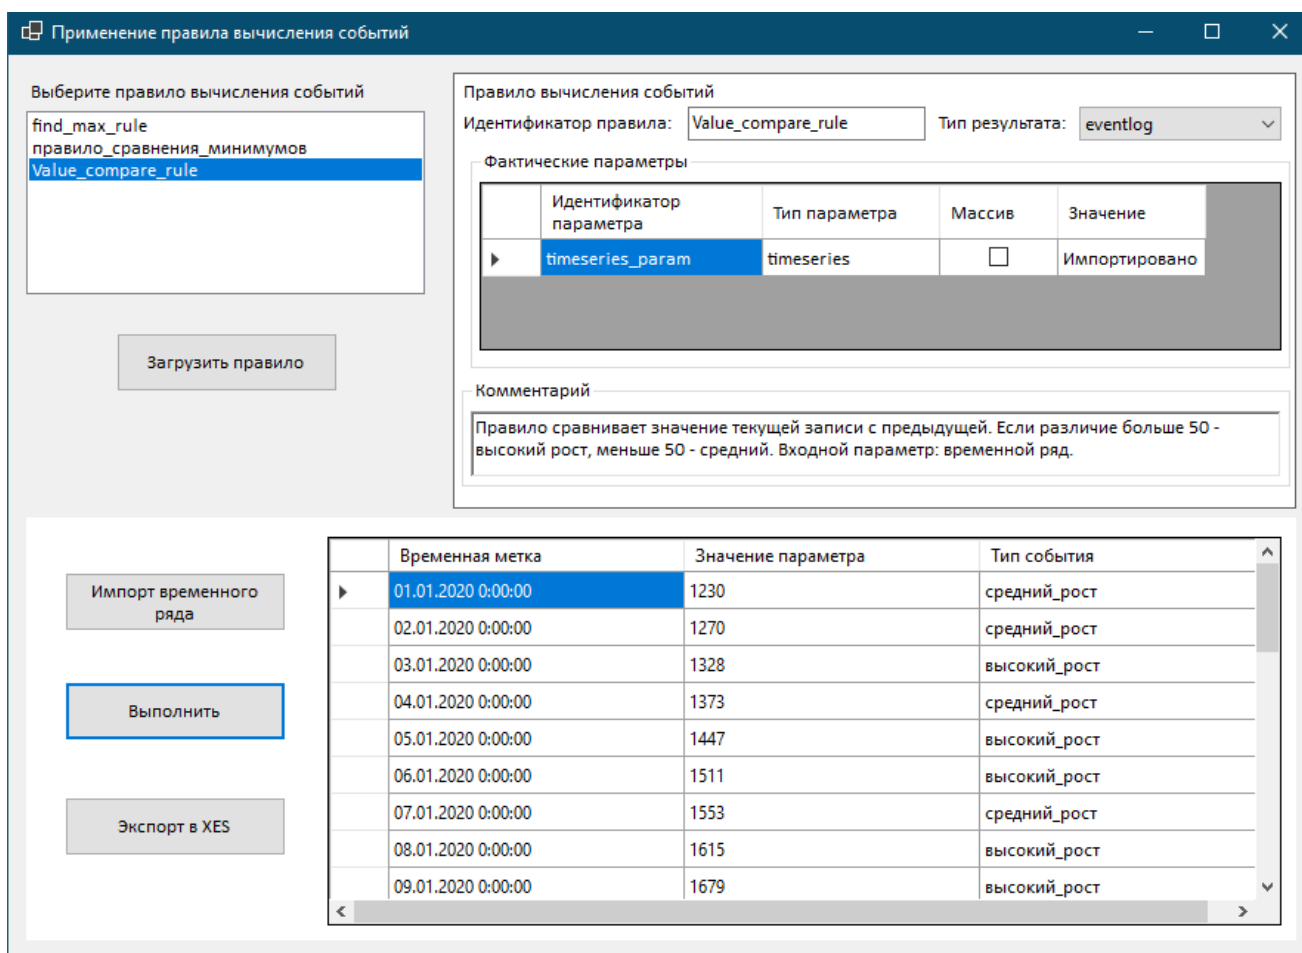 Применение правила вычисления событий
Выберите правило вычисления событий
find_max_rule
правило_сравнения_минимумов
Value_compare_rule
Загрузить правило
Правило вычисления событий
Идентификатор правила: Value_compare_rule Тип результата: eventlog
Фактические параметры
Идентификатор параметра Тип параметра Массив Значение
timeseries_param timeseries Импортировано
Комментарий
Правило сравнивает значение текущей записи с предыдущей. Если различие больше 50 -
высокий рост, меньше 50 - средний. Входной параметр: временной ряд.
Импорт временного
ряда
Выполнить
Экспорт в XES
Временная метка Значение параметра Тип события
01.01.2020 0:00:00 1230 средний_рост
02.01.2020 0:00:00 1270 средний_рост
03.01.2020 0:00:00 1328 высокий_рост
04.01.2020 0:00:00 1373 средний_рост
05.01.2020 0:00:00 1447 высокий_рост
06.01.2020 0:00:00 1511 высокий_рост
07.01.2020 0:00:00 1553 средний_рост
08.01.2020 0:00:00 1615 высокий_рост
09.01.2020 0:00:00 1679 высокий_рост